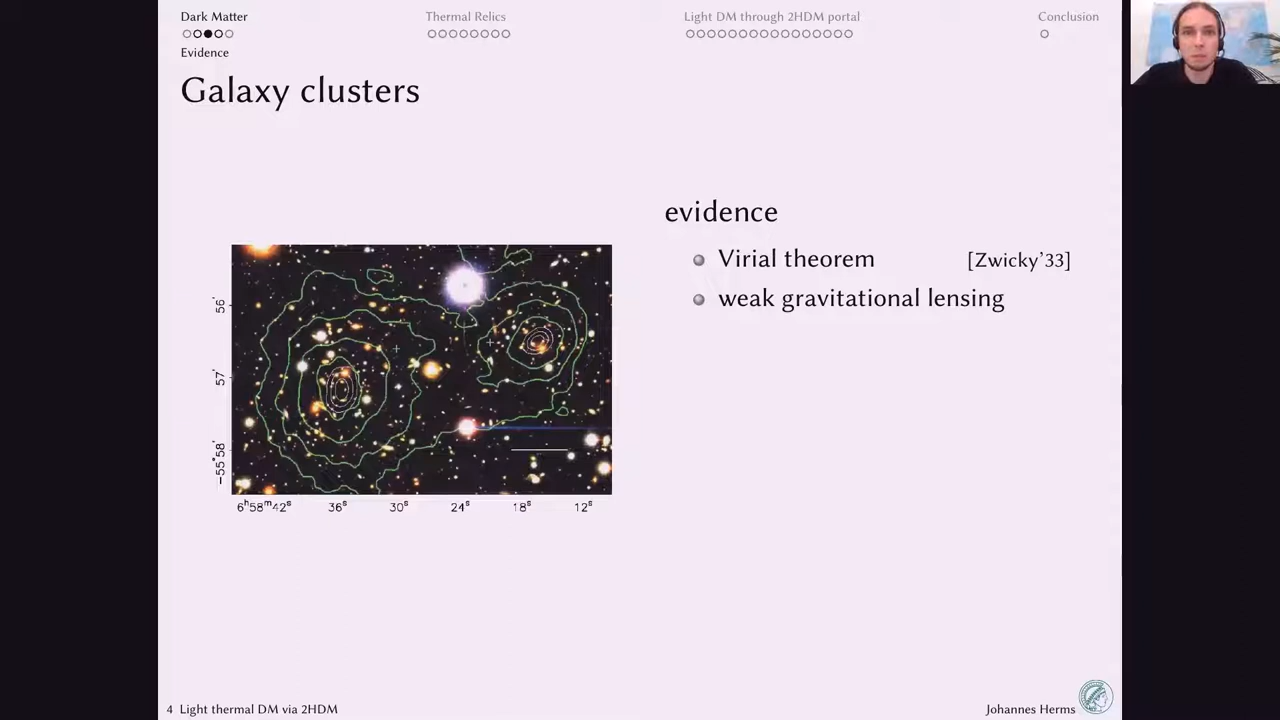 Dark Matter
Thermal Relics
Light DM through 2HDM portal
Conclusion
Evidence
Galaxy clusters
evidence
Virial theorem [Zwicky'33]
weak gravitational lensing
56'
57'
−55°58'
6ʰ58ᵐ42ˢ 36ˢ 30ˢ 24ˢ 18ˢ 12ˢ
4 Light thermal DM via 2HDM
Johannes Herms